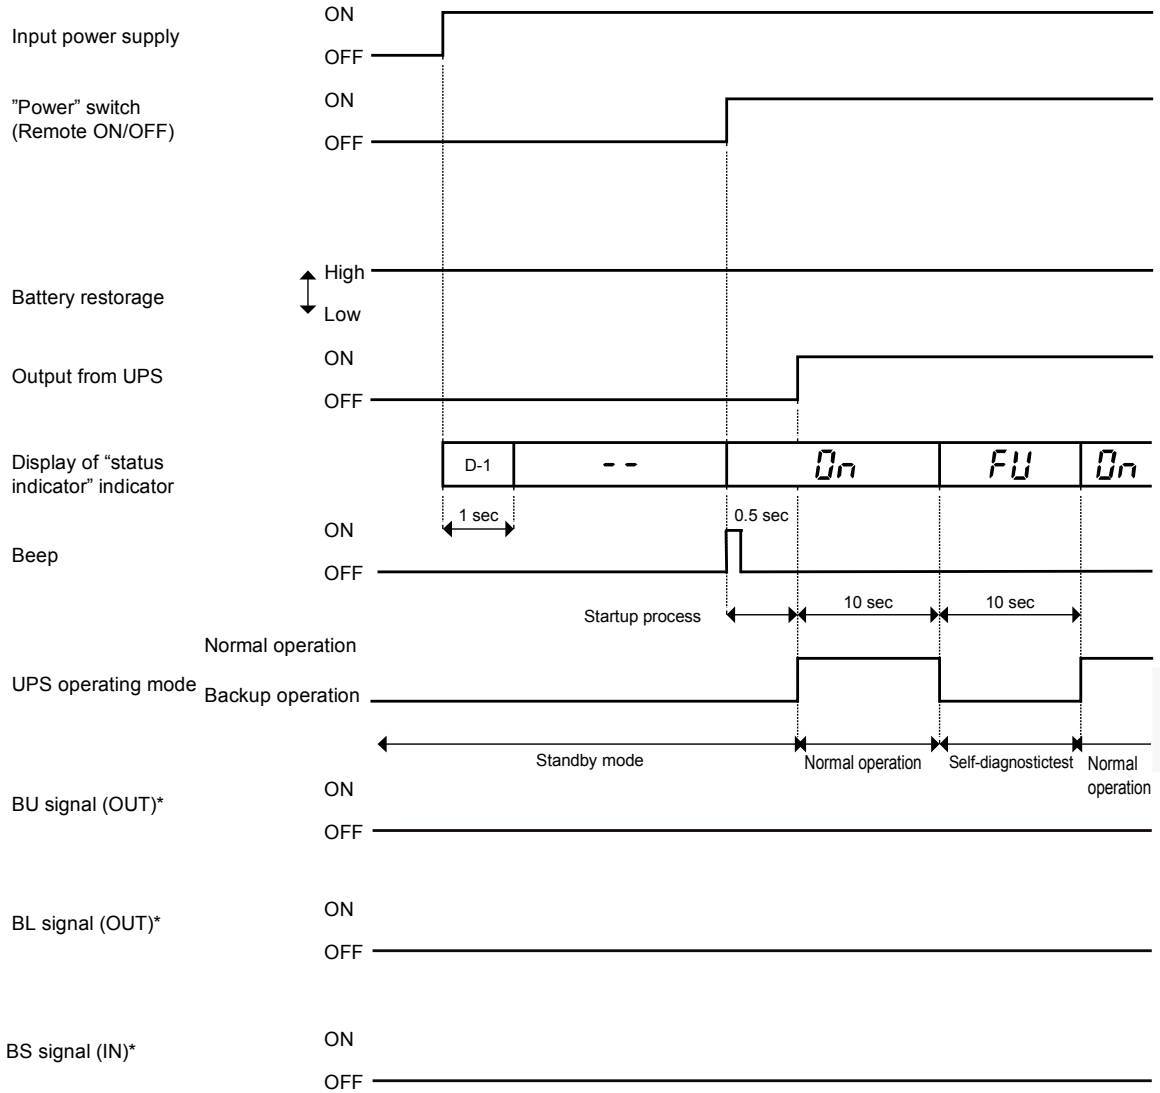 ON
Input power supply
OFF
ON
"Power" switch
(Remote ON/OFF)
OFF
High
Battery restorage
Low
ON
Output from UPS
OFF
Display of “status
indicator” indicator
D-1
- -
On
FU
On
1 sec
0.5 sec
ON
Beep
OFF
Startup process
10 sec
10 sec
Normal operation
UPS operating mode
Backup operation
Standby mode
Normal operation
Self-diagnostictest
Normal
operation
ON
BU signal (OUT)*
OFF
ON
BL signal (OUT)*
OFF
ON
BS signal (IN)*
OFF